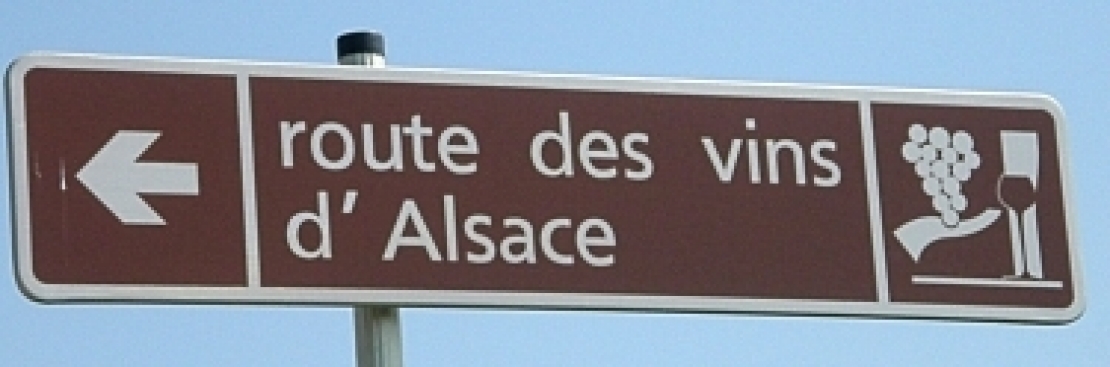 route des vins
d' Alsace